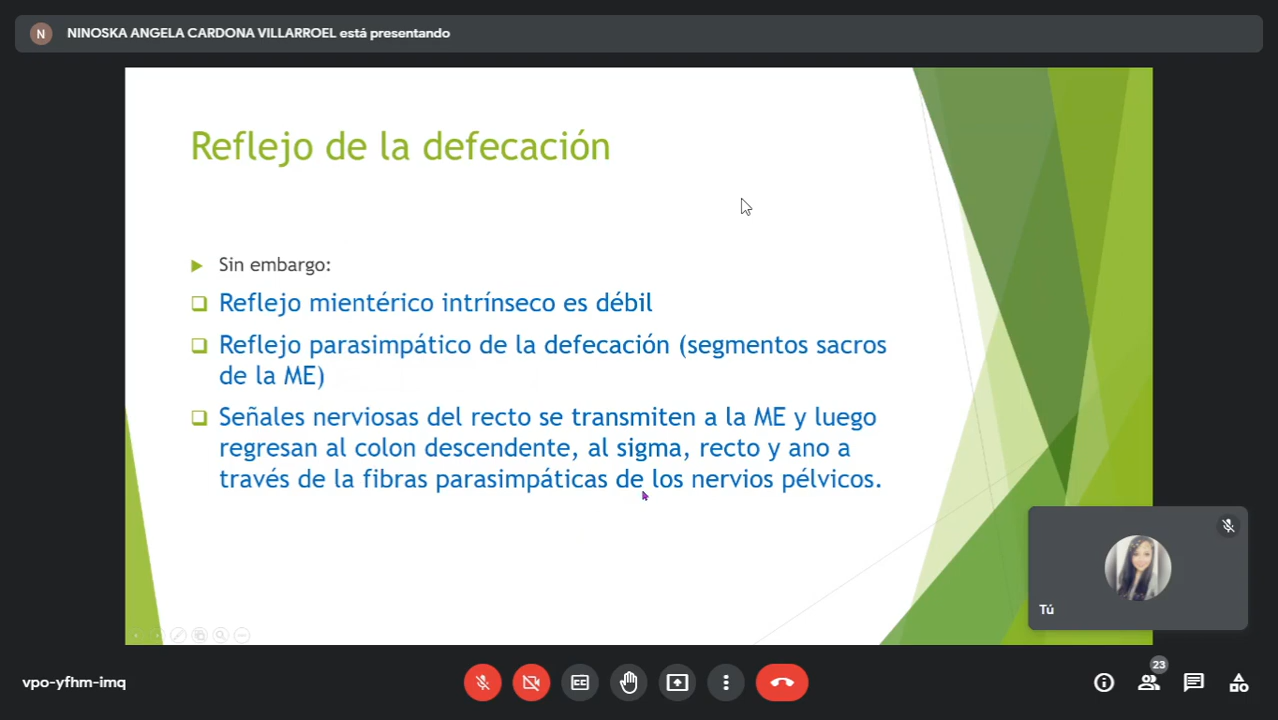 N NINOSKA ANGELA CARDONA VILLARROEL está presentando
Reflejo de la defecación
Sin embargo:
Reflejo mientérico intrínseco es débil
Reflejo parasimpático de la defecación (segmentos sacros
de la ME)
Señales nerviosas del recto se transmiten a la ME y luego
regresan al colon descendente, al sigma, recto y ano a
través de la fibras parasimpáticas de los nervios pélvicos.
Tú
vpo-yfhm-imq
CC
23